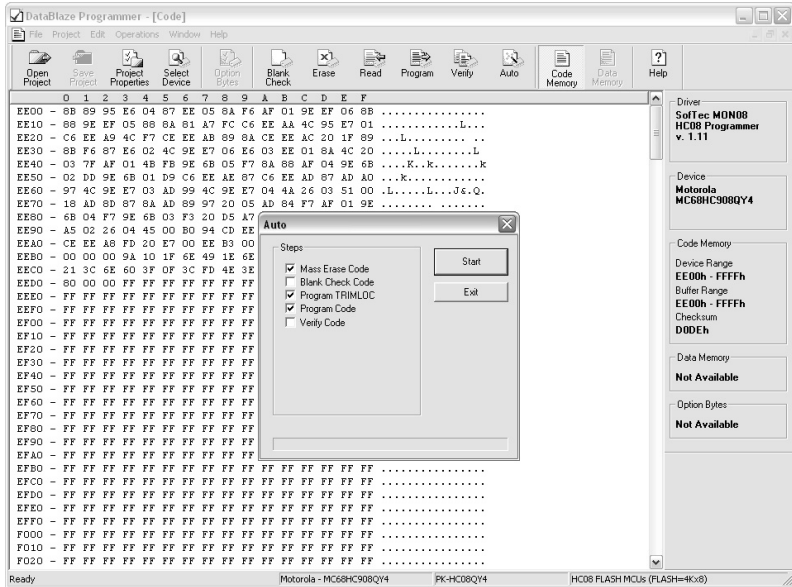 DataBlaze Programmer - [Code]
File Project Edit Operations Window Help
Open Project
Save Project
Project Properties
Select Device
Option Bytes
Blank Check
Erase
Read
Program
Verify
Auto
Code Memory
Data Memory
Help
0 1 2 3 4 5 6 7 8 9 A B C D E F
EE00 - 8B 89 95 E6 04 87 EE 05 8A F6 AF 01 9E EF 06 8B ................
EE10 - 88 9E EF 05 88 8A 81 A7 FC C6 EE AA 4C 95 E7 01 ............L...
EE20 - C6 EE A9 4C F7 CE EE AB 89 8A CE EE AC 20 1F 89 ...L......... ..
EE30 - 8B F6 87 E6 02 4C 9E E7 06 E6 03 EE 01 8A 4C 20 .....L........L
EE40 - 03 7F AF 01 4B FB 9E 6B 05 F7 8A 88 AF 04 9E 6B ....K..k.......k
EE50 - 02 DD 9E 6B 01 D9 C6 EE AE 87 C6 EE AD 87 AD A0 ...k............
EE60 - 97 4C 9E E7 03 AD 99 4C 9E E7 04 4A 26 03 51 00 .L.....L...J&.Q.
EE70 - 18 AD 8D 87 8A AD 89 97 20 05 AD 84 F7 AF 01 9E ........ .......
EE80 - 6B 04 F7 9E 6B 03 F3 20 D5 A7
EE90 - A5 02 26 04 45 00 B0 94 CD EE
EEA0 - CE EE A8 FD 20 E7 00 EE B3 00
EEB0 - 00 00 00 9A 10 1F 6E 49 1E 6E
EEC0 - 21 3C 6E 60 3F 0F 3C FD 4E 3E
EED0 - 80 00 00 FF FF FF FF FF FF FF
EEE0 - FF FF FF FF FF FF FF FF FF FF
EEF0 - FF FF FF FF FF FF FF FF FF FF
EF00 - FF FF FF FF FF FF FF FF FF FF
EF10 - FF FF FF FF FF FF FF FF FF FF
EF20 - FF FF FF FF FF FF FF FF FF FF
EF30 - FF FF FF FF FF FF FF FF FF FF
EF40 - FF FF FF FF FF FF FF FF FF FF
EF50 - FF FF FF FF FF FF FF FF FF FF
EF60 - FF FF FF FF FF FF FF FF FF FF
EF70 - FF FF FF FF FF FF FF FF FF FF
EF80 - FF FF FF FF FF FF FF FF FF FF
EF90 - FF FF FF FF FF FF FF FF FF FF
EFA0 - FF FF FF FF FF FF FF FF FF FF
EFB0 - FF FF FF FF FF FF FF FF FF FF FF FF FF FF FF FF ................
EFC0 - FF FF FF FF FF FF FF FF FF FF FF FF FF FF FF FF ................
EFD0 - FF FF FF FF FF FF FF FF FF FF FF FF FF FF FF FF ................
EFE0 - FF FF FF FF FF FF FF FF FF FF FF FF FF FF FF FF ................
EFF0 - FF FF FF FF FF FF FF FF FF FF FF FF FF FF FF FF ................
F000 - FF FF FF FF FF FF FF FF FF FF FF FF FF FF FF FF ................
F010 - FF FF FF FF FF FF FF FF FF FF FF FF FF FF FF FF ................
F020 - FF FF FF FF FF FF FF FF FF FF FF FF FF FF FF FF ................
Auto
Steps
Mass Erase Code
Blank Check Code
Program TRIMLOC
Program Code
Verify Code
Start
Exit
Driver
SofTec MON08
HC08 Programmer
v. 1.11
Device
Motorola
MC68HC908QY4
Code Memory
Device Range
EE00h - FFFFh
Buffer Range
EE00h - FFFFh
Checksum
D0DEh
Data Memory
Not Available
Option Bytes
Not Available
Ready
Motorola - MC68HC908QY4
PK-HC08QY4
HC08 FLASH MCUs (FLASH=4Kx8)